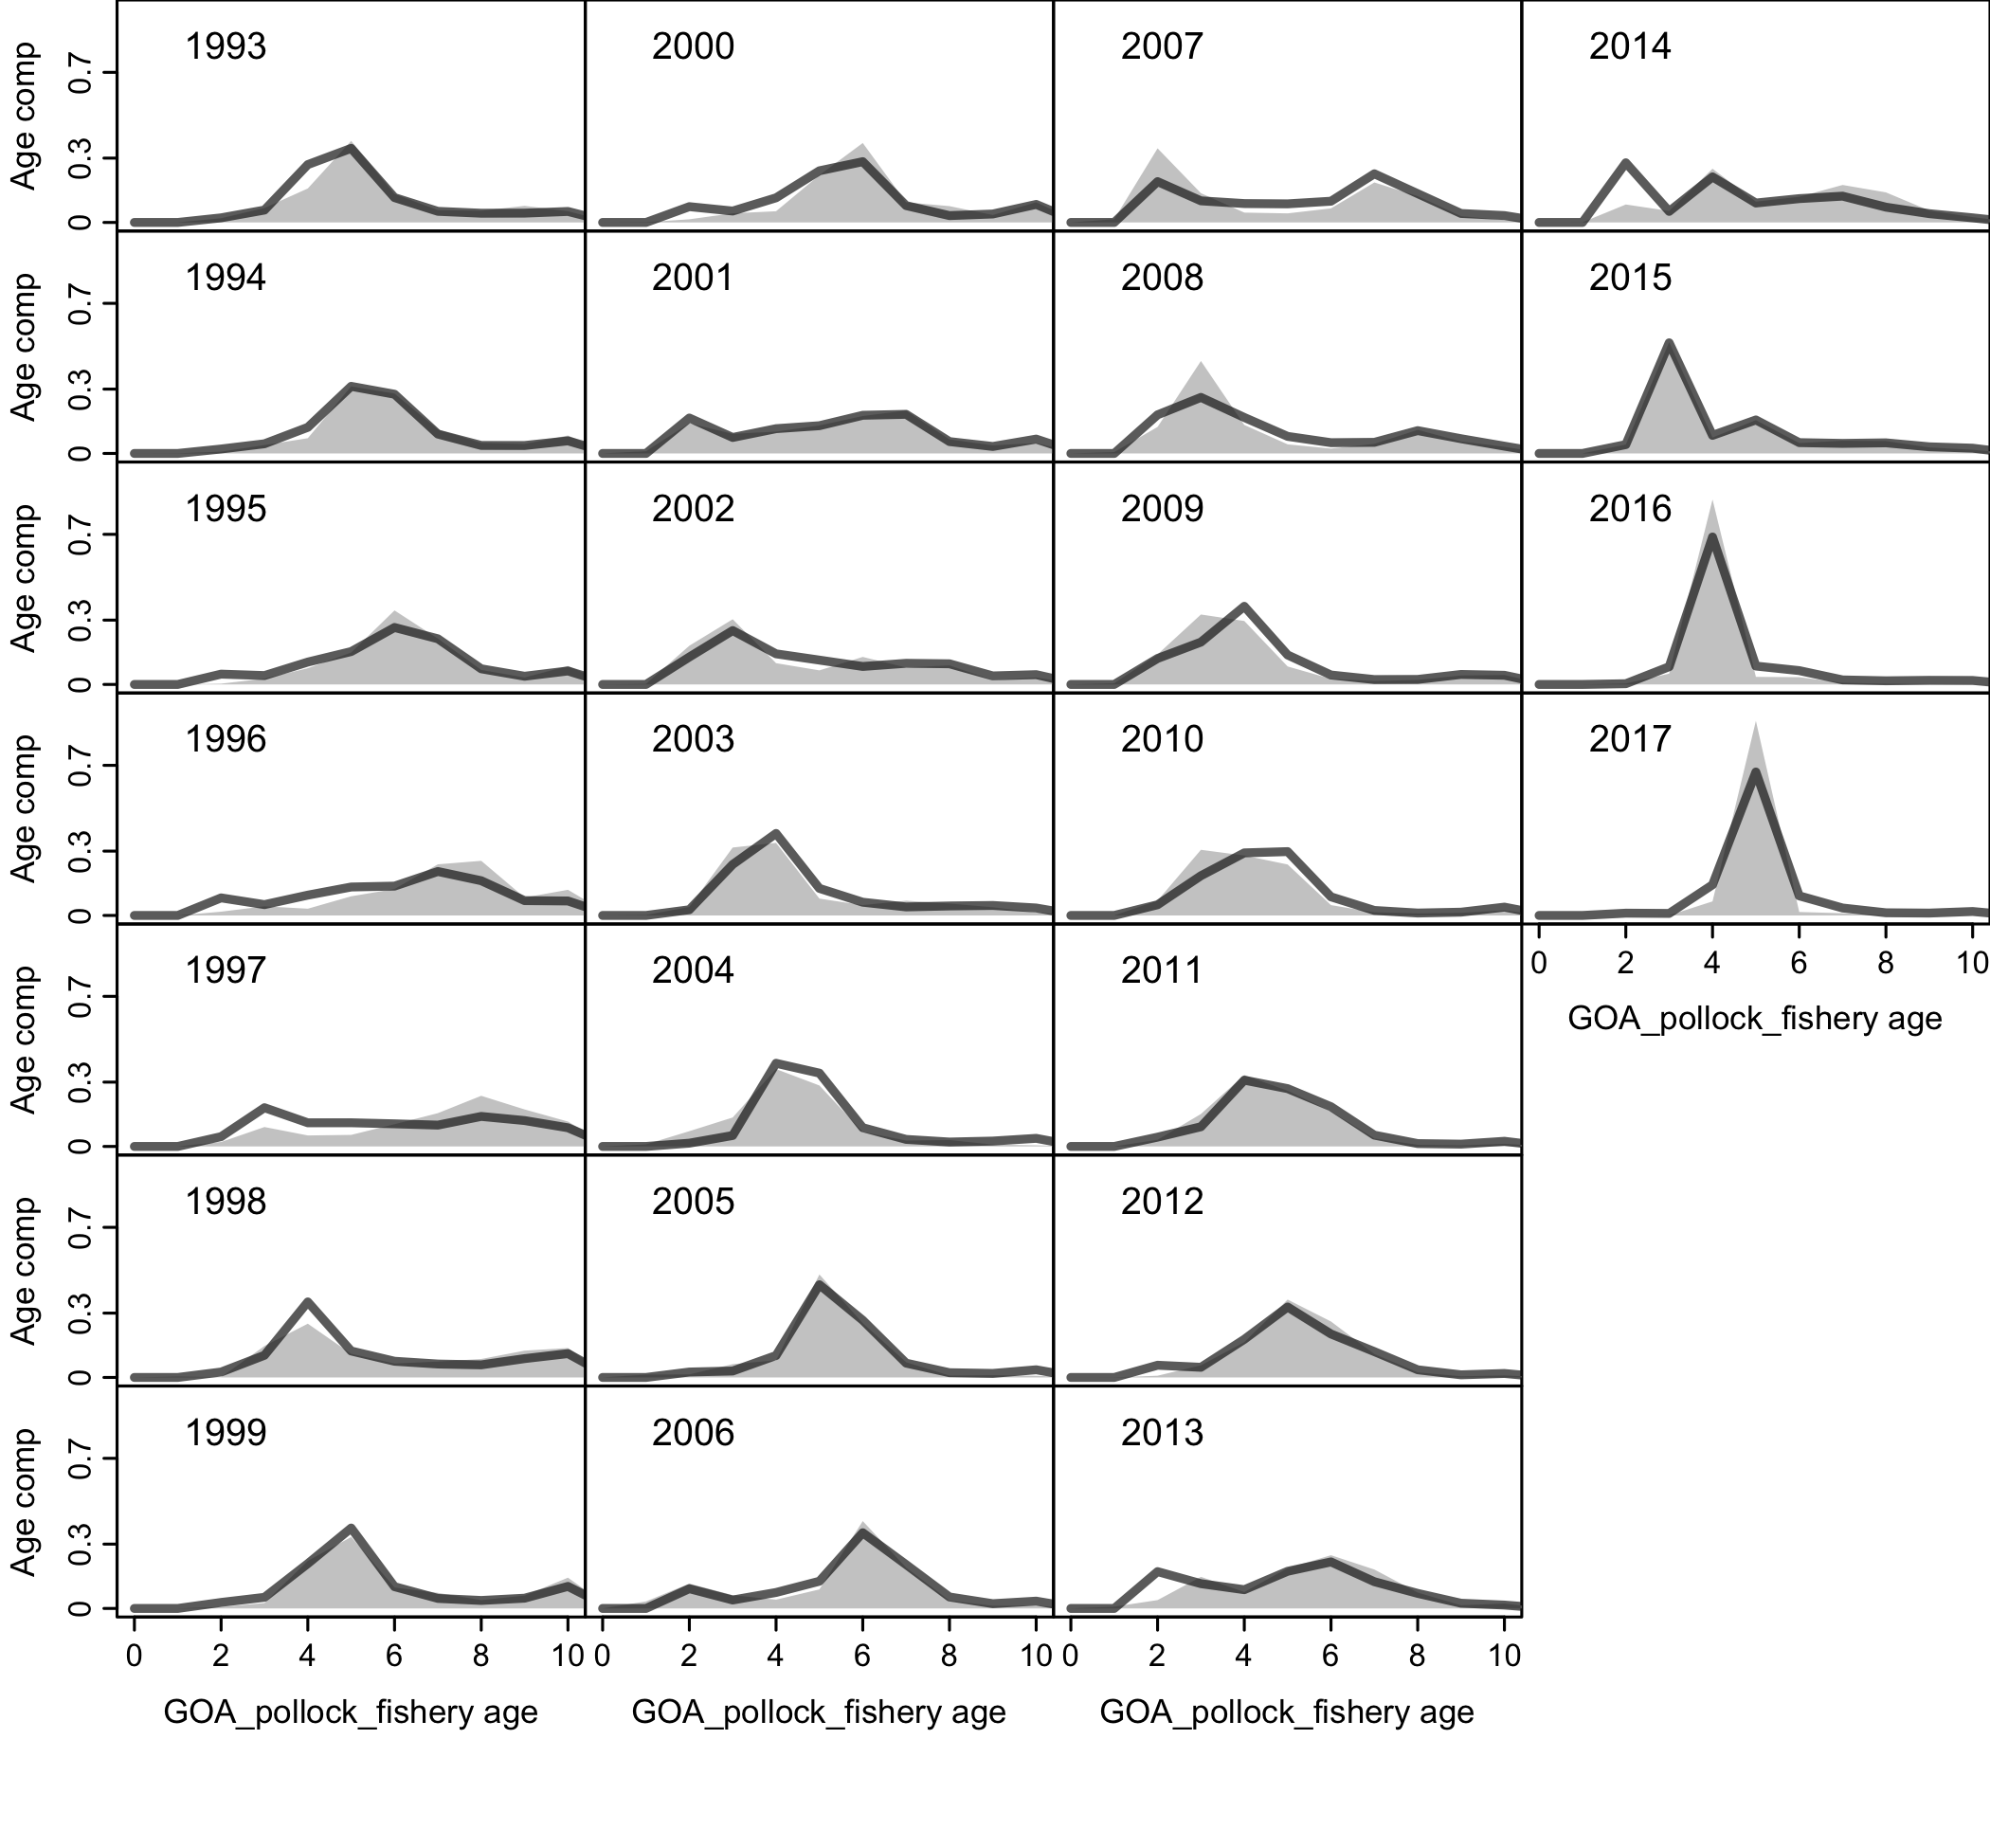 1993
2000
2007
2014
Age comp
0 0.3 0.7
1994
2001
2008
2015
Age comp
0 0.3 0.7
1995
2002
2009
2016
Age comp
0 0.3 0.7
1996
2003
2010
2017
Age comp
0 0.3 0.7
0 2 4 6 8 10
GOA_pollock_fishery age
1997
2004
2011
Age comp
0 0.3 0.7
1998
2005
2012
Age comp
0 0.3 0.7
1999
2006
2013
Age comp
0 0.3 0.7
0 2 4 6 8 10
0 2 4 6 8 10
0 2 4 6 8 10
GOA_pollock_fishery age
GOA_pollock_fishery age
GOA_pollock_fishery age